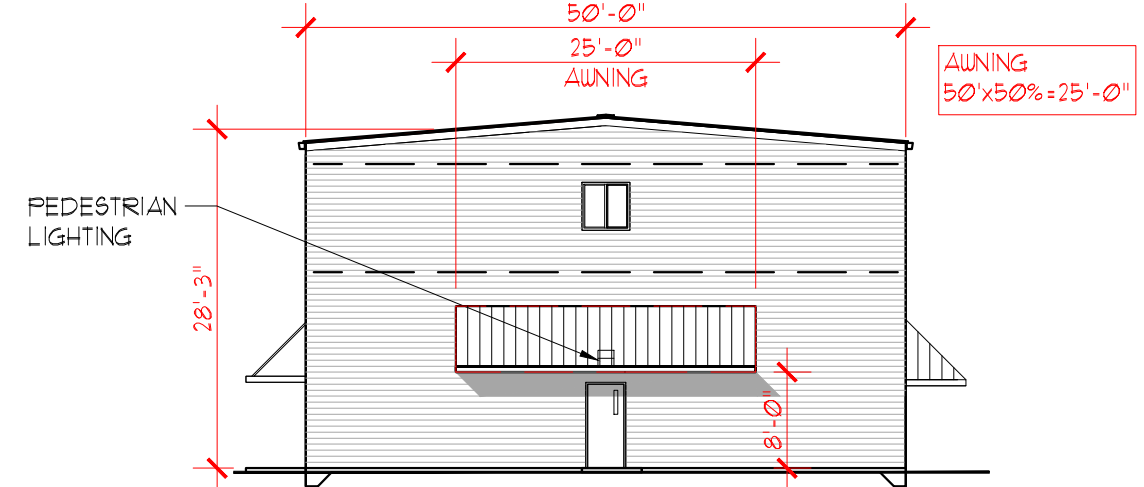 50'-0"
25'-0"
AWNING
AWNING
50'x50%=25'-0"
PEDESTRIAN
LIGHTING
28'-3"
8'-0"